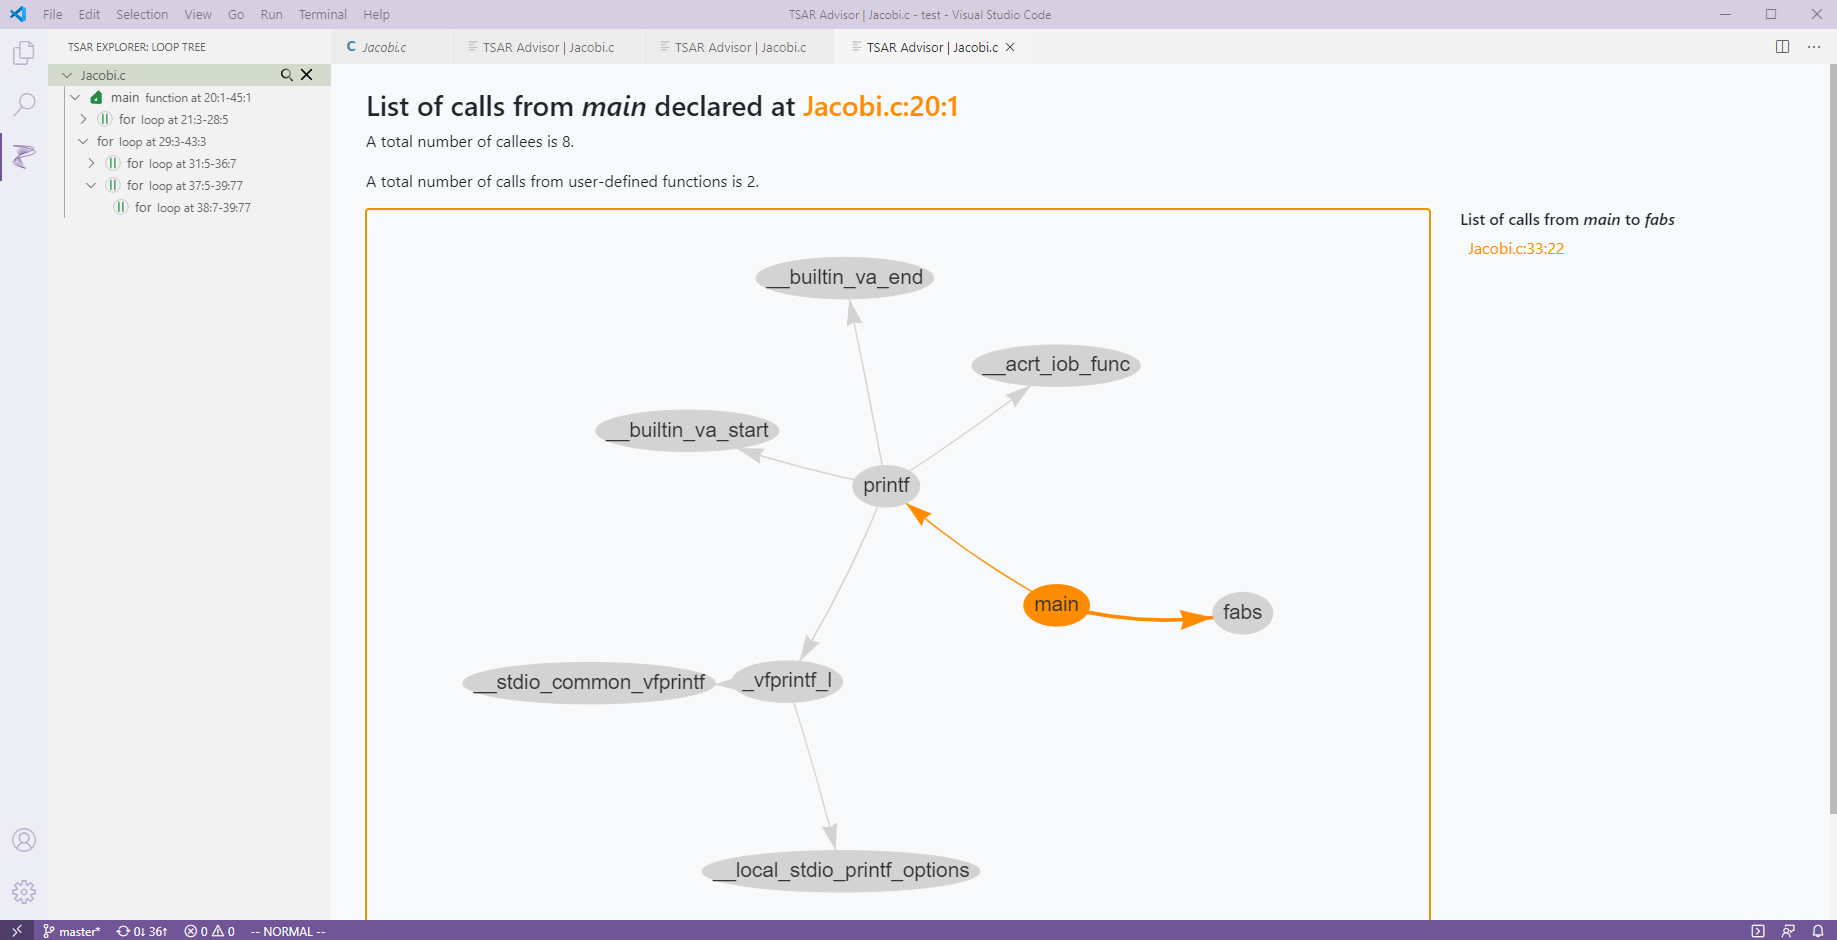 File Edit Selection View Go Run Terminal Help
TSAR Advisor | Jacobi.c - test - Visual Studio Code
TSAR EXPLORER: LOOP TREE
C Jacobi.c
TSAR Advisor | Jacobi.c
TSAR Advisor | Jacobi.c
TSAR Advisor | Jacobi.c
Jacobi.c
main function at 20:1-45:1
for loop at 21:3-28:5
for loop at 29:3-43:3
for loop at 31:5-36:7
for loop at 37:5-39:77
for loop at 38:7-39:77
List of calls from main declared at Jacobi.c:20:1
A total number of callees is 8.
A total number of calls from user-defined functions is 2.
List of calls from main to fabs
Jacobi.c:33:22
__builtin_va_end
__acrt_iob_func
__builtin_va_start
printf
main
fabs
__stdio_common_vfprintf
_vfprintf_l
__local_stdio_printf_options
master* 0↓ 36↑ 0 0 -- NORMAL --